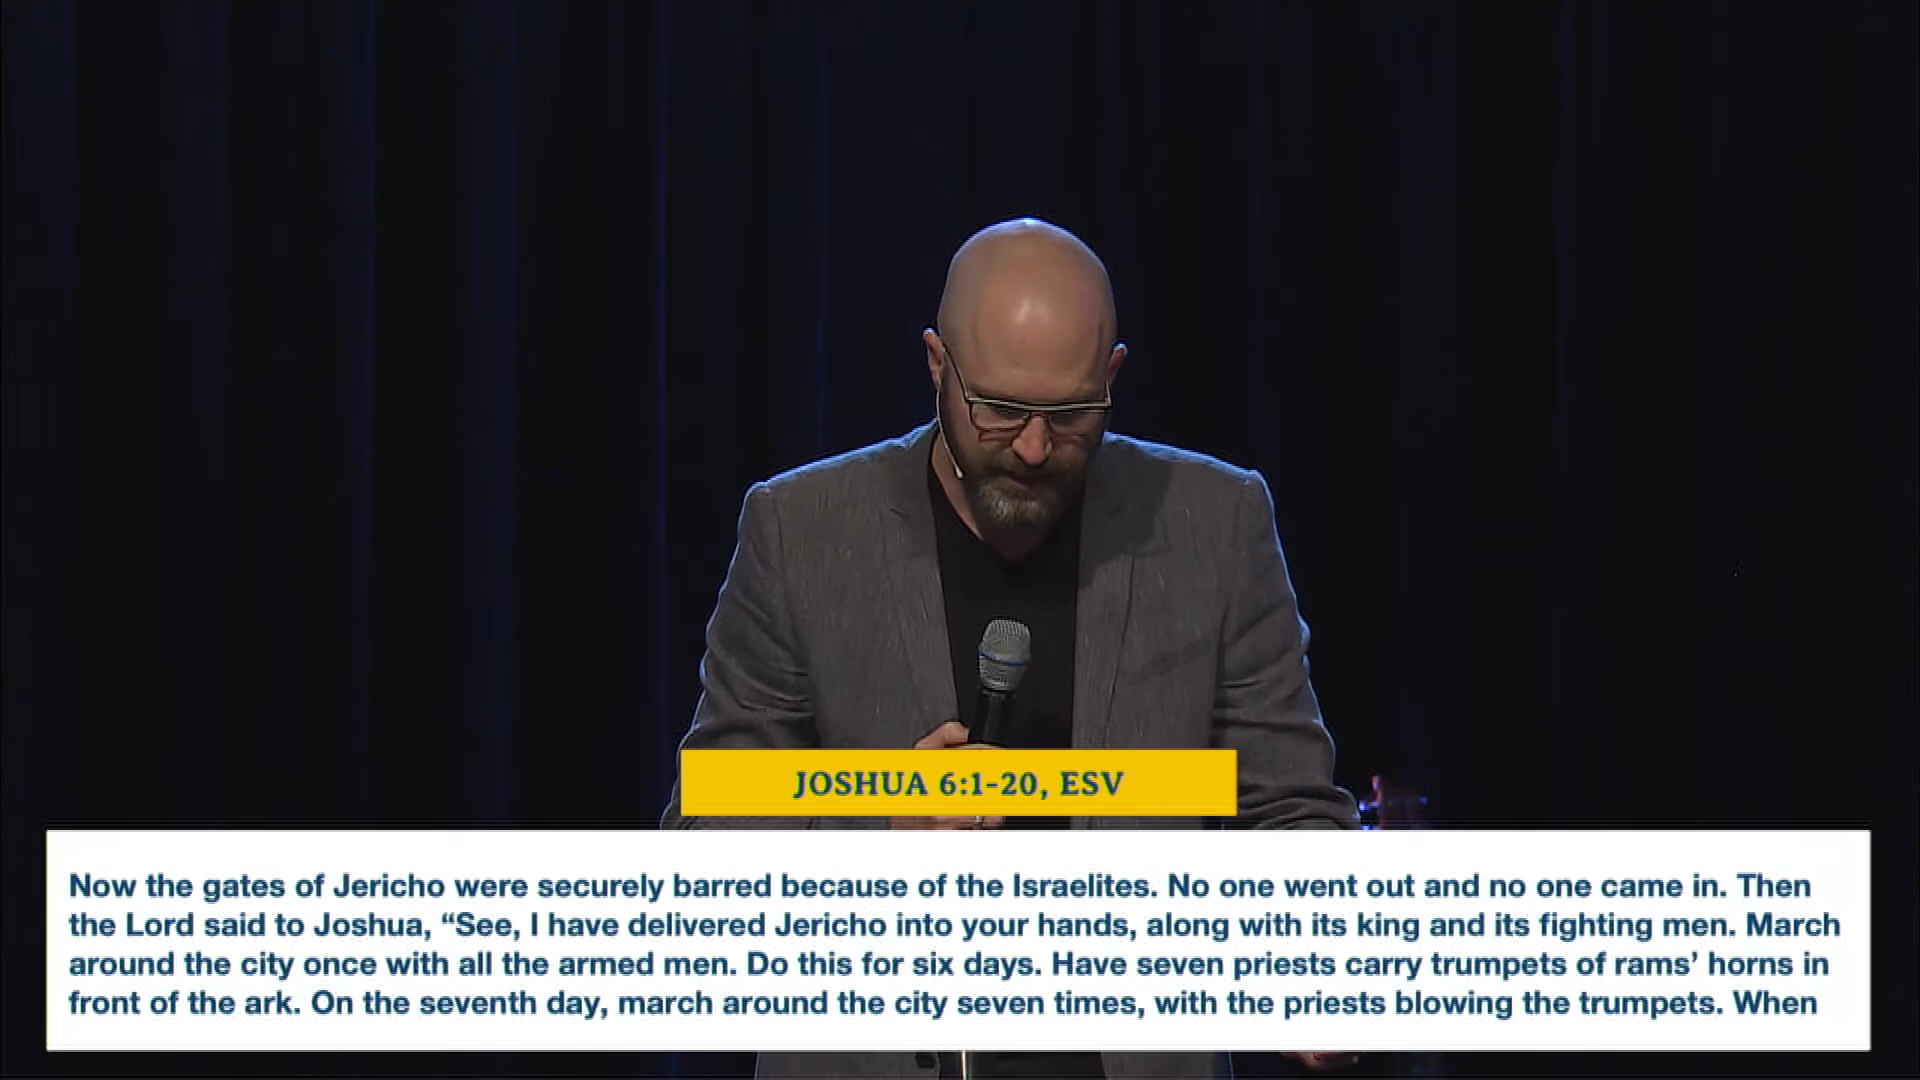 JOSHUA 6:1-20, ESV
Now the gates of Jericho were securely barred because of the Israelites. No one went out and no one came in. Then
the Lord said to Joshua, “See, I have delivered Jericho into your hands, along with its king and its fighting men. March
around the city once with all the armed men. Do this for six days. Have seven priests carry trumpets of rams’ horns in
front of the ark. On the seventh day, march around the city seven times, with the priests blowing the trumpets. When